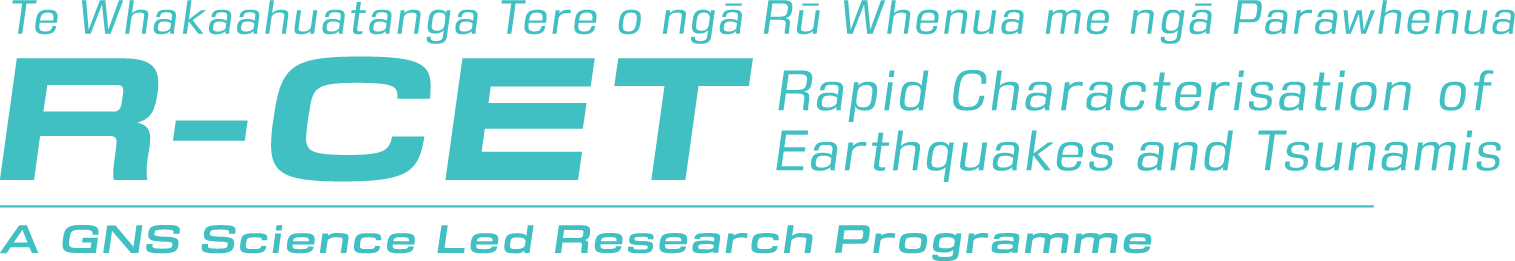 Te Whakaahuatanga Tere o ngā Rū Whenua me ngā Parawhenua
R-CET
Rapid Characterisation of
Earthquakes and Tsunamis
A GNS Science Led Research Programme